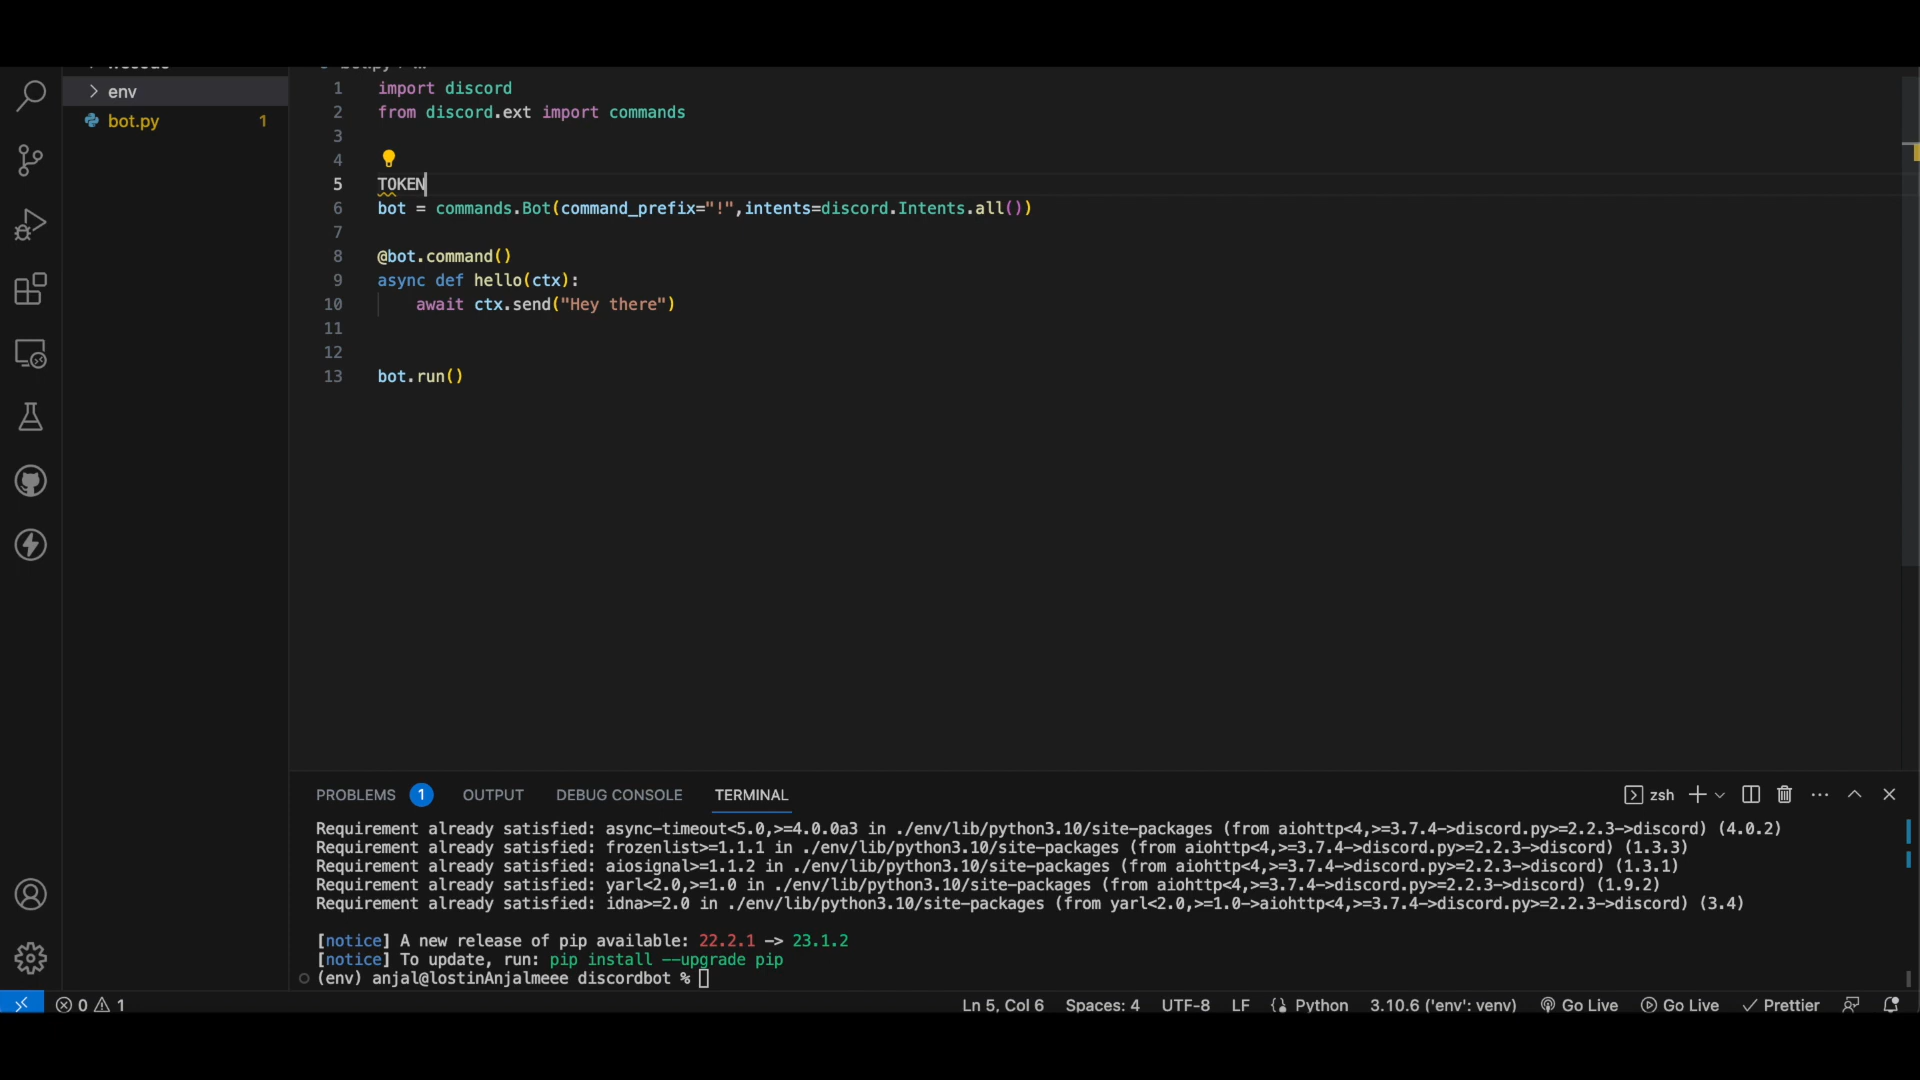 env
bot.py 1
1 import discord
2 from discord.ext import commands
3
4
5 TOKEN
6 bot = commands.Bot(command_prefix="!",intents=discord.Intents.all())
7
8 @bot.command()
9 async def hello(ctx):
10 await ctx.send("Hey there")
11
12
13 bot.run()
PROBLEMS 1 OUTPUT DEBUG CONSOLE TERMINAL zsh
Requirement already satisfied: async-timeout<5.0,>=4.0.0a3 in ./env/lib/python3.10/site-packages (from aiohttp<4,>=3.7.4->discord.py>=2.2.3->discord) (4.0.2)
Requirement already satisfied: frozenlist>=1.1.1 in ./env/lib/python3.10/site-packages (from aiohttp<4,>=3.7.4->discord.py>=2.2.3->discord) (1.3.3)
Requirement already satisfied: aiosignal>=1.1.2 in ./env/lib/python3.10/site-packages (from aiohttp<4,>=3.7.4->discord.py>=2.2.3->discord) (1.3.1)
Requirement already satisfied: yarl<2.0,>=1.0 in ./env/lib/python3.10/site-packages (from aiohttp<4,>=3.7.4->discord.py>=2.2.3->discord) (1.9.2)
Requirement already satisfied: idna>=2.0 in ./env/lib/python3.10/site-packages (from yarl<2.0,>=1.0->aiohttp<4,>=3.7.4->discord.py>=2.2.3->discord) (3.4)
[notice] A new release of pip available: 22.2.1 -> 23.1.2
[notice] To update, run: pip install --upgrade pip
(env) anjal@lostinAnjalmeee discordbot %
0 1 Ln 5, Col 6 Spaces: 4 UTF-8 LF Python 3.10.6 ('env': venv) Go Live Go Live Prettier